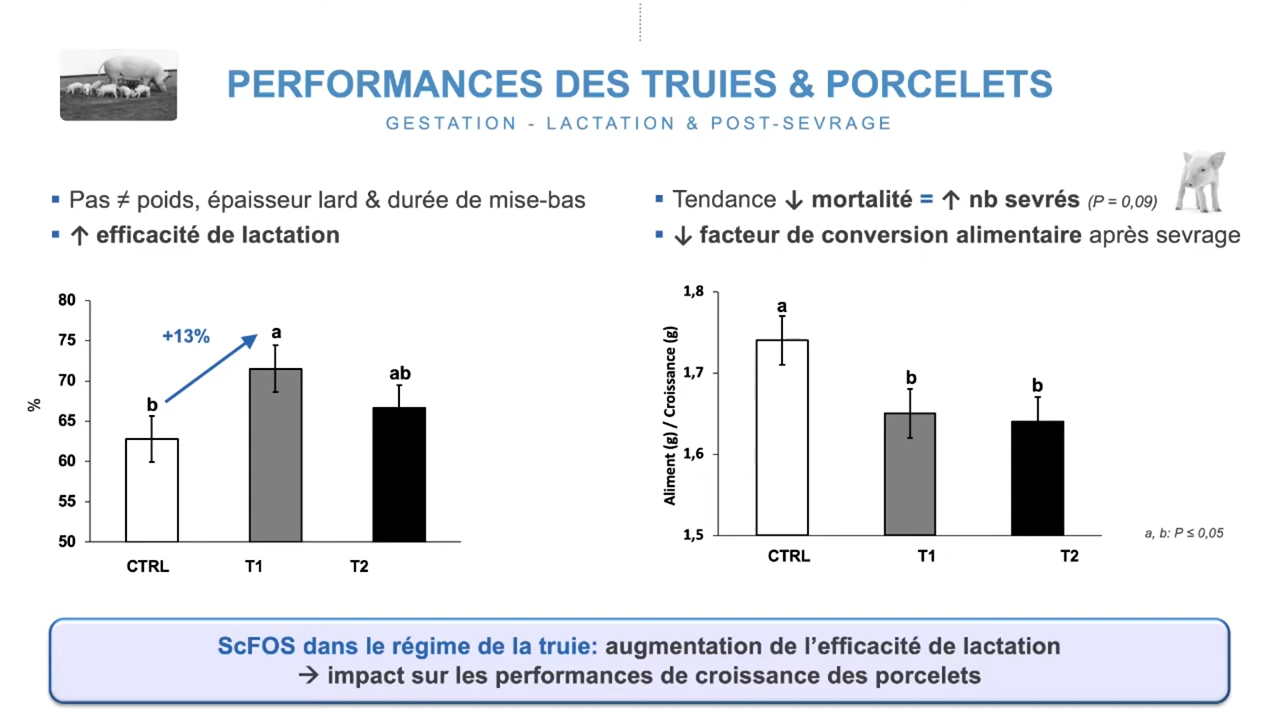 PERFORMANCES DES TRUIES & PORCELETS
GESTATION - LACTATION & POST-SEVRAGE
▪ Pas ≠ poids, épaisseur lard & durée de mise-bas
▪ ↑ efficacité de lactation
▪ Tendance ↓ mortalité = ↑ nb sevrés (P = 0,09)
▪ ↓ facteur de conversion alimentaire après sevrage
80
75
70
65
60
55
50
%
+13%
b
a
ab
CTRL T1 T2
1,8
1,7
1,6
1,5
Aliment (g) / Croissance (g)
a
b
b
CTRL T1 T2
a, b: P ≤ 0,05
ScFOS dans le régime de la truie: augmentation de l’efficacité de lactation
→ impact sur les performances de croissance des porcelets